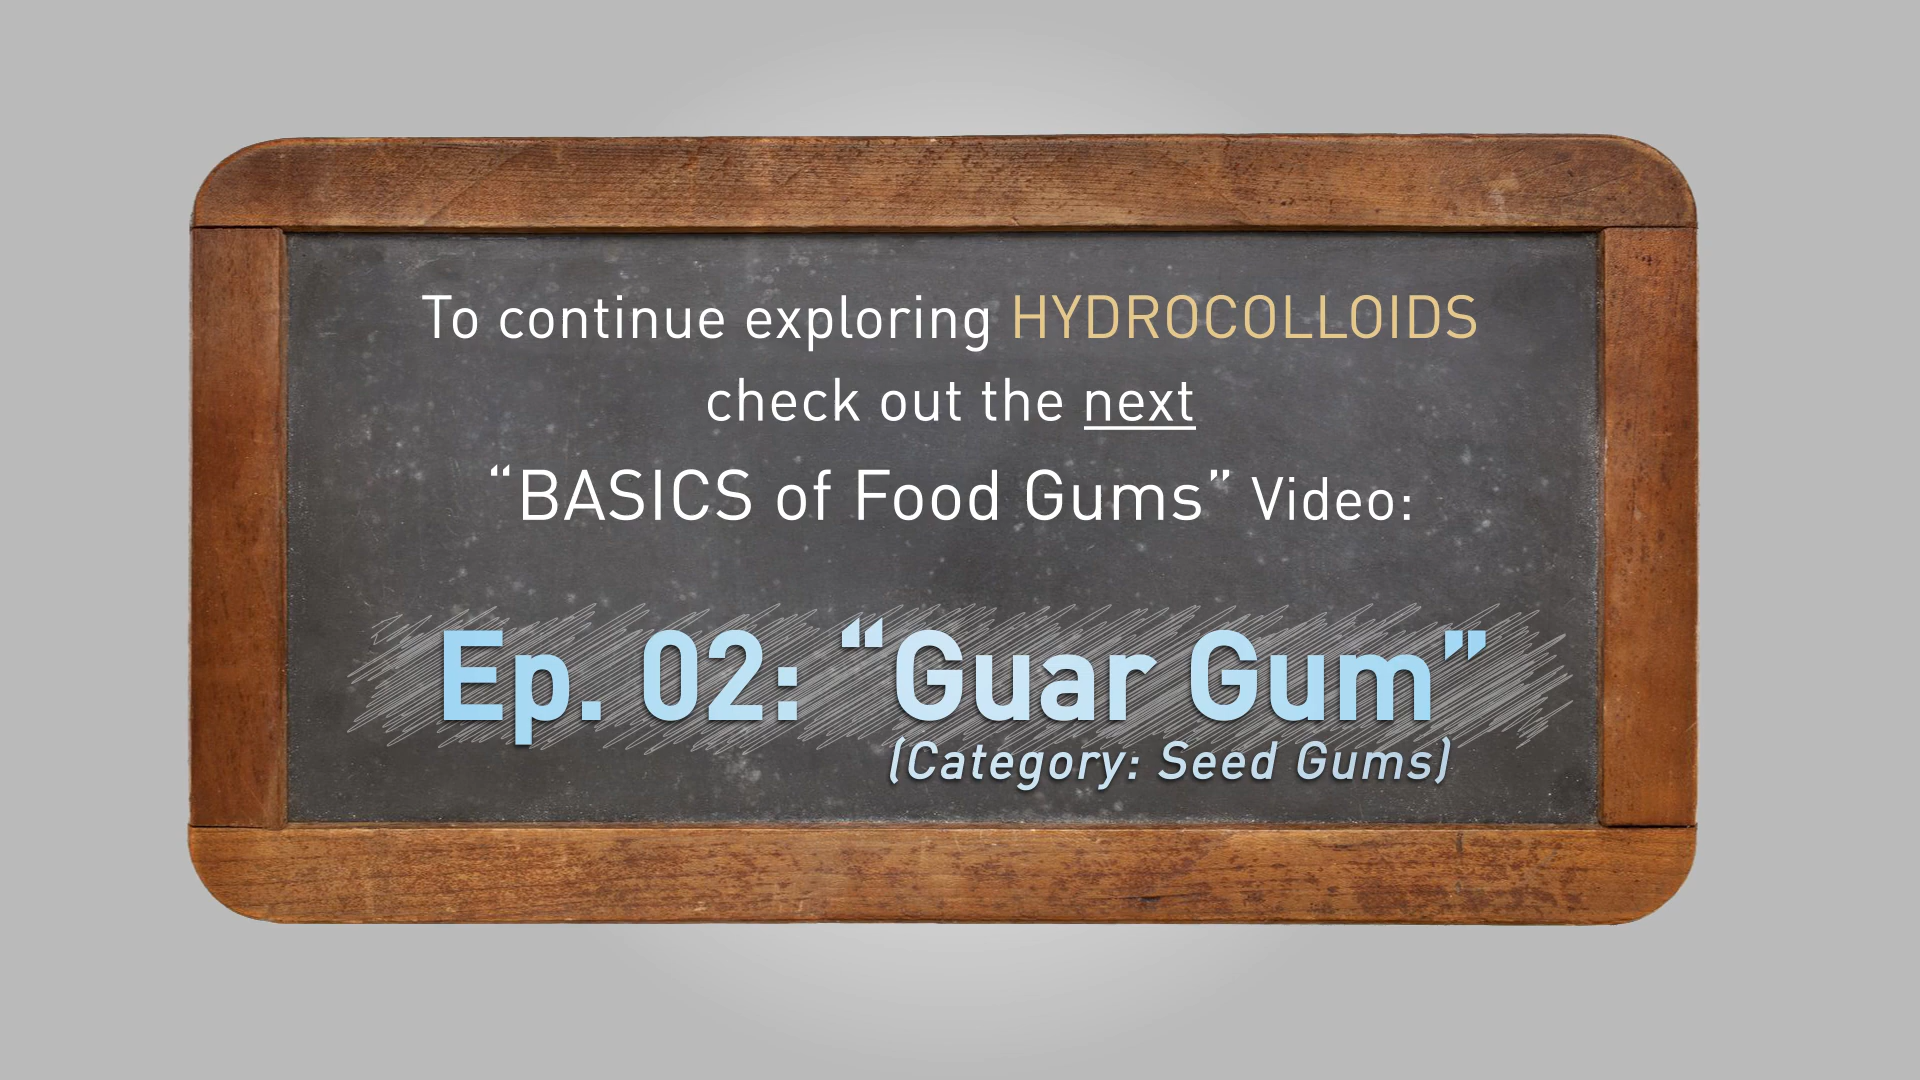 To continue exploring HYDROCOLLOIDS
check out the next
“BASICS of Food Gums” Video:
Ep. 02: “Guar Gum”
(Category: Seed Gums)